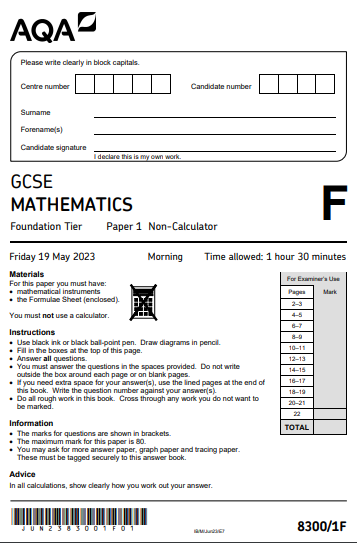 AQA
Please write clearly in block capitals.
Centre number
Candidate number
Surname
Forename(s)
Candidate signature
I declare this is my own work.
GCSE
MATHEMATICS
F
Foundation Tier Paper 1 Non-Calculator
Friday 19 May 2023 Morning Time allowed: 1 hour 30 minutes
Materials
For this paper you must have:
• mathematical instruments
• the Formulae Sheet (enclosed).
You must not use a calculator.
Instructions
• Use black ink or black ball-point pen. Draw diagrams in pencil.
• Fill in the boxes at the top of this page.
• Answer all questions.
• You must answer the questions in the spaces provided. Do not write
outside the box around each page or on blank pages.
• If you need extra space for your answer(s), use the lined pages at the end of
this book. Write the question number against your answer(s).
• Do all rough work in this book. Cross through any work you do not want to
be marked.
Information
• The marks for questions are shown in brackets.
• The maximum mark for this paper is 80.
• You may ask for more answer paper, graph paper and tracing paper.
These must be tagged securely to this answer book.
Advice
In all calculations, show clearly how you work out your answer.
For Examiner's Use
Pages Mark
2–3
4–5
6–7
8–9
10–11
12–13
14–15
16–17
18–19
20–21
22
TOTAL
JUN2383001F01
IB/M/Jun23/E7
8300/1F